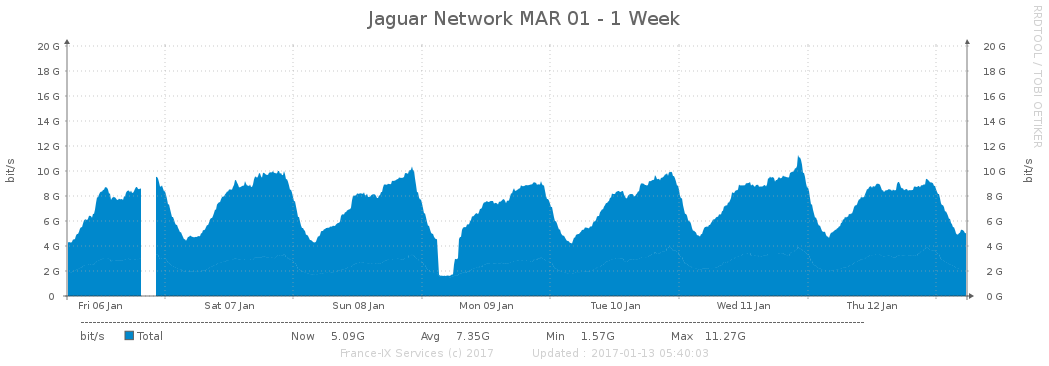 Jaguar Network MAR 01 - 1 Week
RRDTOOL / TOBI OETIKER
bit/s
bit/s
20 G 20 G
18 G 18 G
16 G 16 G
14 G 14 G
12 G 12 G
10 G 10 G
8 G 8 G
6 G 6 G
4 G 4 G
2 G 2 G
0 0 G
Fri 06 Jan Sat 07 Jan Sun 08 Jan Mon 09 Jan Tue 10 Jan Wed 11 Jan Thu 12 Jan
bit/s Total Now 5.09G Avg 7.35G Min 1.57G Max 11.27G
France-IX Services (c) 2017 Updated : 2017-01-13 05:40:03